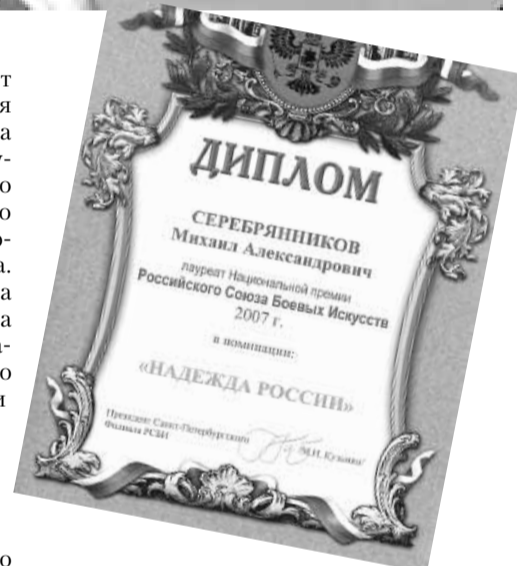 т
я
а
у-
о
о
о-
а.
а
а
а-
о
и
о
ДИПЛОМ
СЕРЕБРЯННИКОВ
Михаил Александрович
лауреат Национальной премии
Российского Союза Боевых Искусств
2007 г.
в номинации:
«НАДЕЖДА РОССИИ»
Президент Санкт-Петербургского
Филиала РСБИ